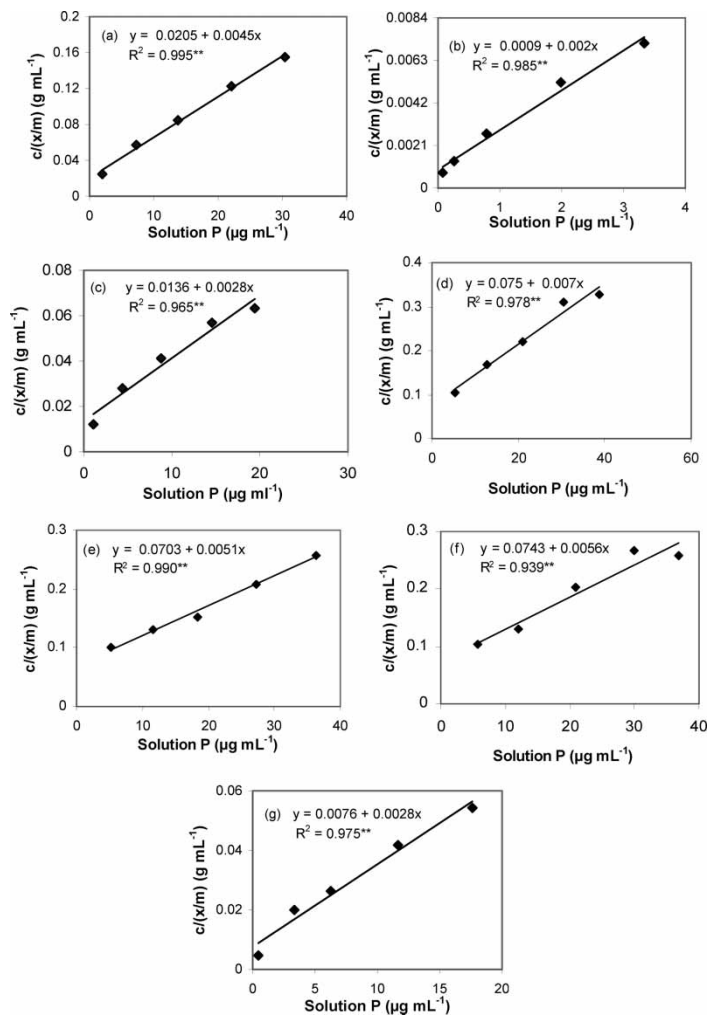 (a) y = 0.0205 + 0.0045x
R² = 0.995**
c/(x/m) (g mL⁻¹)
0.2
0.16
0.12
0.08
0.04
0
0 10 20 30 40
Solution P (µg mL⁻¹)
(b) y = 0.0009 + 0.002x
R² = 0.985**
c/(x/m) (g mL⁻¹)
0.0084
0.0063
0.0042
0.0021
0
0 1 2 3 4
Solution P (µg mL⁻¹)
(c) y = 0.0136 + 0.0028x
R² = 0.965**
c/(x/m) (g mL⁻¹)
0.08
0.06
0.04
0.02
0
0 10 20 30
Solution P (µg ml⁻¹)
(d) y = 0.075 + 0.007x
R² = 0.978**
c/(x/m) (g mL⁻¹)
0.4
0.3
0.2
0.1
0
0 20 40 60
Solution P (µg mL⁻¹)
(e) y = 0.0703 + 0.0051x
R² = 0.990**
c/(x/m) (g mL⁻¹)
0.3
0.2
0.1
0
0 10 20 30 40
Solution P (µg mL⁻¹)
(f) y = 0.0743 + 0.0056x
R² = 0.939**
c/(x/m) (g mL⁻¹)
0.3
0.2
0.1
0
0 10 20 30 40
Solution P (µg mL⁻¹)
(g) y = 0.0076 + 0.0028x
R² = 0.975**
c/(x/m) (g mL⁻¹)
0.06
0.04
0.02
0
0 5 10 15 20
Solution P (µg mL⁻¹)